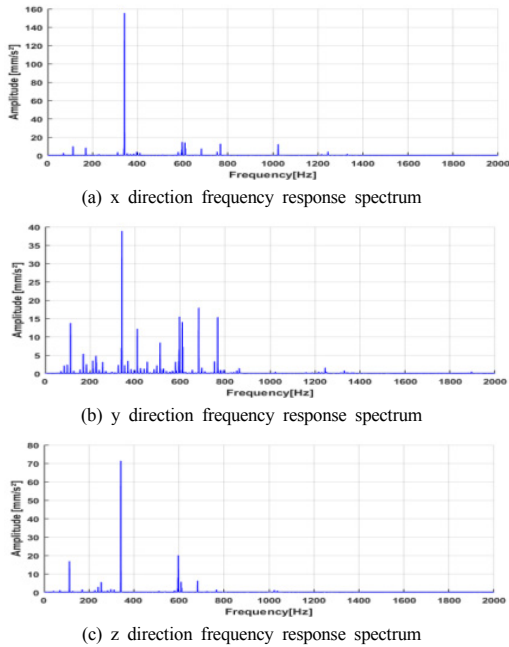 160
140
120
100
80
60
40
20
0
Amplitude [mm/s²]
0 200 400 600 800 1000 1200 1400 1600 1800 2000
Frequency[Hz]
(a) x direction frequency response spectrum
40
35
30
25
20
15
10
5
0
Amplitude [mm/s²]
0 200 400 600 800 1000 1200 1400 1600 1800 2000
Frequency[Hz]
(b) y direction frequency response spectrum
80
70
60
50
40
30
20
10
0
Amplitude [mm/s²]
0 200 400 600 800 1000 1200 1400 1600 1800 2000
Frequency[Hz]
(c) z direction frequency response spectrum